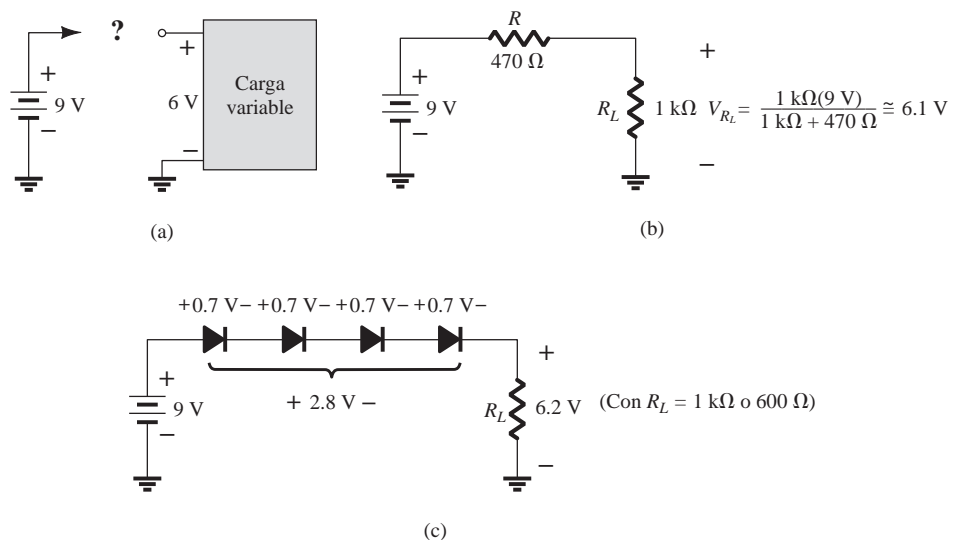 ?
+
+
9 V
−
+
6 V
−
Carga
variable
(a)
R
470 Ω
+
9 V
−
R_L
1 kΩ
+
V_{R_L} = 1 kΩ(9 V) / 1 kΩ + 470 Ω ≅ 6.1 V
−
(b)
+0.7 V− +0.7 V− +0.7 V− +0.7 V−
+ 2.8 V −
+
9 V
−
R_L
+
6.2 V (Con R_L = 1 kΩ o 600 Ω)
−
(c)